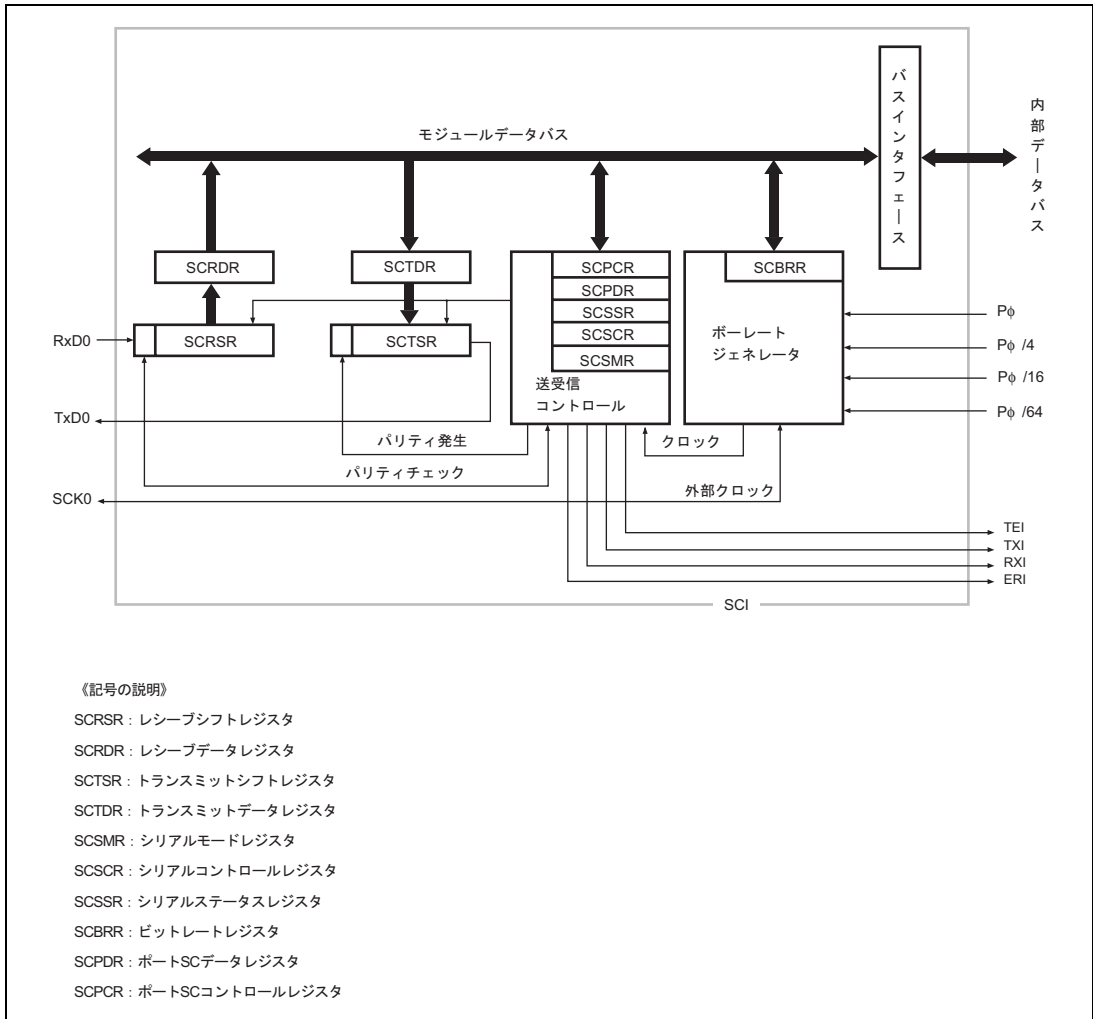 モジュールデータバス
バスインタフェース
内部データバス
SCRDR
SCTDR
SCPCR
SCPDR
SCSSR
SCSCR
SCSMR
送受信
コントロール
SCBRR
ボーレート
ジェネレータ
RxD0
SCRSR
SCTSR
Pφ
Pφ /4
Pφ /16
Pφ /64
TxD0
パリティ発生
クロック
パリティチェック
SCK0
外部クロック
TEI
TXI
RXI
ERI
SCI
《記号の説明》
SCRSR：レシーブシフトレジスタ
SCRDR：レシーブデータレジスタ
SCTSR：トランスミットシフトレジスタ
SCTDR：トランスミットデータレジスタ
SCSMR：シリアルモードレジスタ
SCSCR：シリアルコントロールレジスタ
SCSSR：シリアルステータスレジスタ
SCBRR：ビットレートレジスタ
SCPDR：ポートSCデータレジスタ
SCPCR：ポートSCコントロールレジスタ